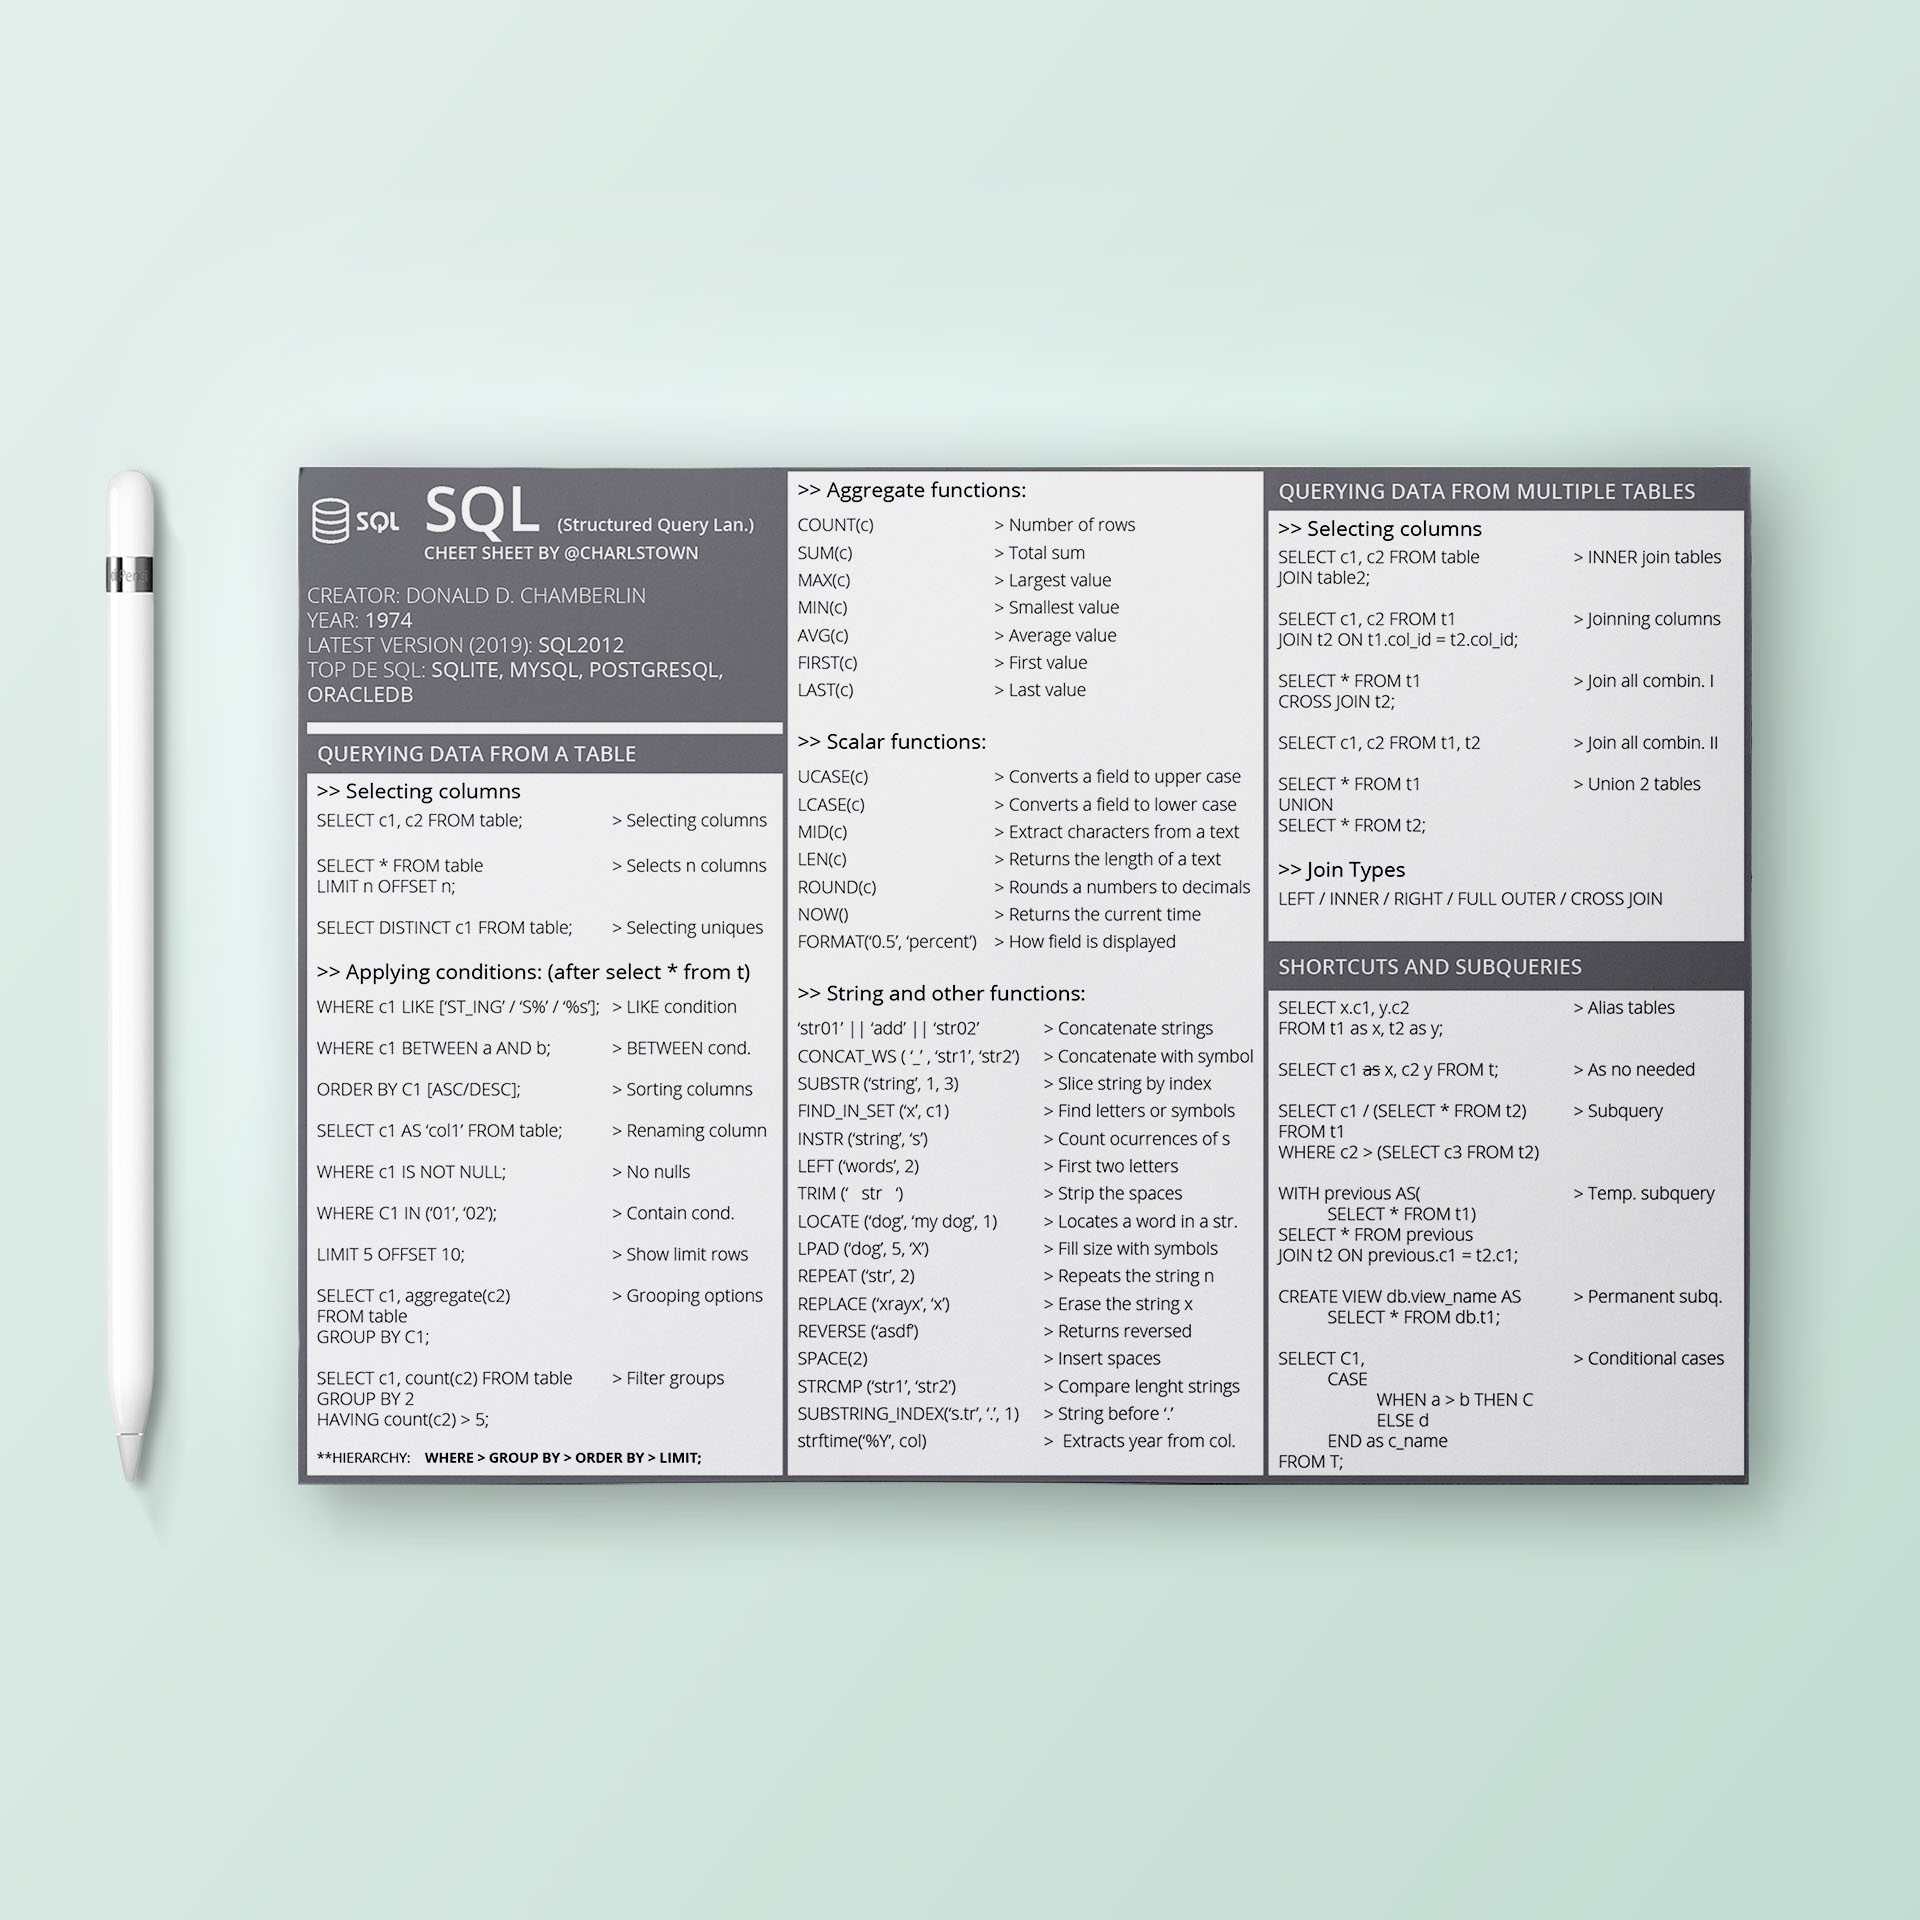 SQL
SQL (Structured Query Lan.)
CHEET SHEET BY @CHARLSTOWN
CREATOR: DONALD D. CHAMBERLIN
YEAR: 1974
LATEST VERSION (2019): SQL2012
TOP DE SQL: SQLITE, MYSQL, POSTGRESQL,
ORACLEDB
QUERYING DATA FROM A TABLE
>> Selecting columns
SELECT c1, c2 FROM table; > Selecting columns
SELECT * FROM table > Selects n columns
LIMIT n OFFSET n;
SELECT DISTINCT c1 FROM table; > Selecting uniques
>> Applying conditions: (after select * from t)
WHERE c1 LIKE [‘ST_ING’ / ‘S%’ / ‘%s’]; > LIKE condition
WHERE c1 BETWEEN a AND b; > BETWEEN cond.
ORDER BY C1 [ASC/DESC]; > Sorting columns
SELECT c1 AS ‘col1’ FROM table; > Renaming column
WHERE c1 IS NOT NULL; > No nulls
WHERE C1 IN (‘01’, ‘02’); > Contain cond.
LIMIT 5 OFFSET 10; > Show limit rows
SELECT c1, aggregate(c2) > Grooping options
FROM table
GROUP BY C1;
SELECT c1, count(c2) FROM table > Filter groups
GROUP BY 2
HAVING count(c2) > 5;
**HIERARCHY: WHERE > GROUP BY > ORDER BY > LIMIT;
>> Aggregate functions:
COUNT(c) > Number of rows
SUM(c) > Total sum
MAX(c) > Largest value
MIN(c) > Smallest value
AVG(c) > Average value
FIRST(c) > First value
LAST(c) > Last value
>> Scalar functions:
UCASE(c) > Converts a field to upper case
LCASE(c) > Converts a field to lower case
MID(c) > Extract characters from a text
LEN(c) > Returns the length of a text
ROUND(c) > Rounds a numbers to decimals
NOW() > Returns the current time
FORMAT(‘0.5’, ‘percent’) > How field is displayed
>> String and other functions:
‘str01’ || ‘add’ || ‘str02’ > Concatenate strings
CONCAT_WS ( ‘_’ , ‘str1’, ‘str2’) > Concatenate with symbol
SUBSTR (‘string’, 1, 3) > Slice string by index
FIND_IN_SET (‘x’, c1) > Find letters or symbols
INSTR (‘string’, ‘s’) > Count ocurrences of s
LEFT (‘words’, 2) > First two letters
TRIM (‘   str   ‘) > Strip the spaces
LOCATE (‘dog’, ‘my dog’, 1) > Locates a word in a str.
LPAD (‘dog’, 5, ‘X’) > Fill size with symbols
REPEAT (‘str’, 2) > Repeats the string n
REPLACE (‘xrayx’, ‘x’) > Erase the string x
REVERSE (‘asdf’) > Returns reversed
SPACE(2) > Insert spaces
STRCMP (‘str1’, ‘str2’) > Compare lenght strings
SUBSTRING_INDEX(‘s.tr’, ‘.’, 1) > String before ‘.’
strftime(‘%Y’, col) > Extracts year from col.
QUERYING DATA FROM MULTIPLE TABLES
>> Selecting columns
SELECT c1, c2 FROM table > INNER join tables
JOIN table2;
SELECT c1, c2 FROM t1 > Joinning columns
JOIN t2 ON t1.col_id = t2.col_id;
SELECT * FROM t1 > Join all combin. I
CROSS JOIN t2;
SELECT c1, c2 FROM t1, t2 > Join all combin. II
SELECT * FROM t1 > Union 2 tables
UNION
SELECT * FROM t2;
>> Join Types
LEFT / INNER / RIGHT / FULL OUTER / CROSS JOIN
SHORTCUTS AND SUBQUERIES
SELECT x.c1, y.c2 > Alias tables
FROM t1 as x, t2 as y;
SELECT c1 as x, c2 y FROM t; > As no needed
SELECT c1 / (SELECT * FROM t2) > Subquery
FROM t1
WHERE c2 > (SELECT c3 FROM t2)
WITH previous AS( > Temp. subquery
SELECT * FROM t1)
SELECT * FROM previous
JOIN t2 ON previous.c1 = t2.c1;
CREATE VIEW db.view_name AS > Permanent subq.
SELECT * FROM db.t1;
SELECT C1, > Conditional cases
CASE
WHEN a > b THEN C
ELSE d
END as c_name
FROM T;